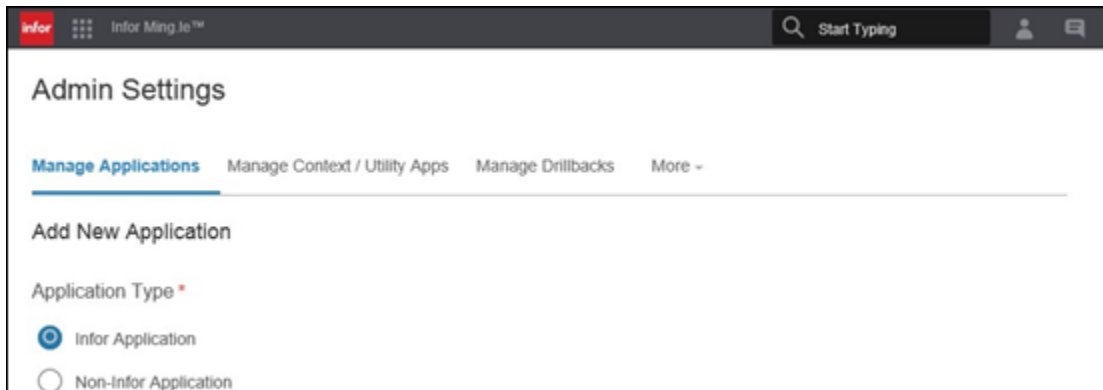 infor Infor Ming.le™ Start Typing
Admin Settings
Manage Applications Manage Context / Utility Apps Manage Drillbacks More
Add New Application
Application Type *
Infor Application
Non-Infor Application